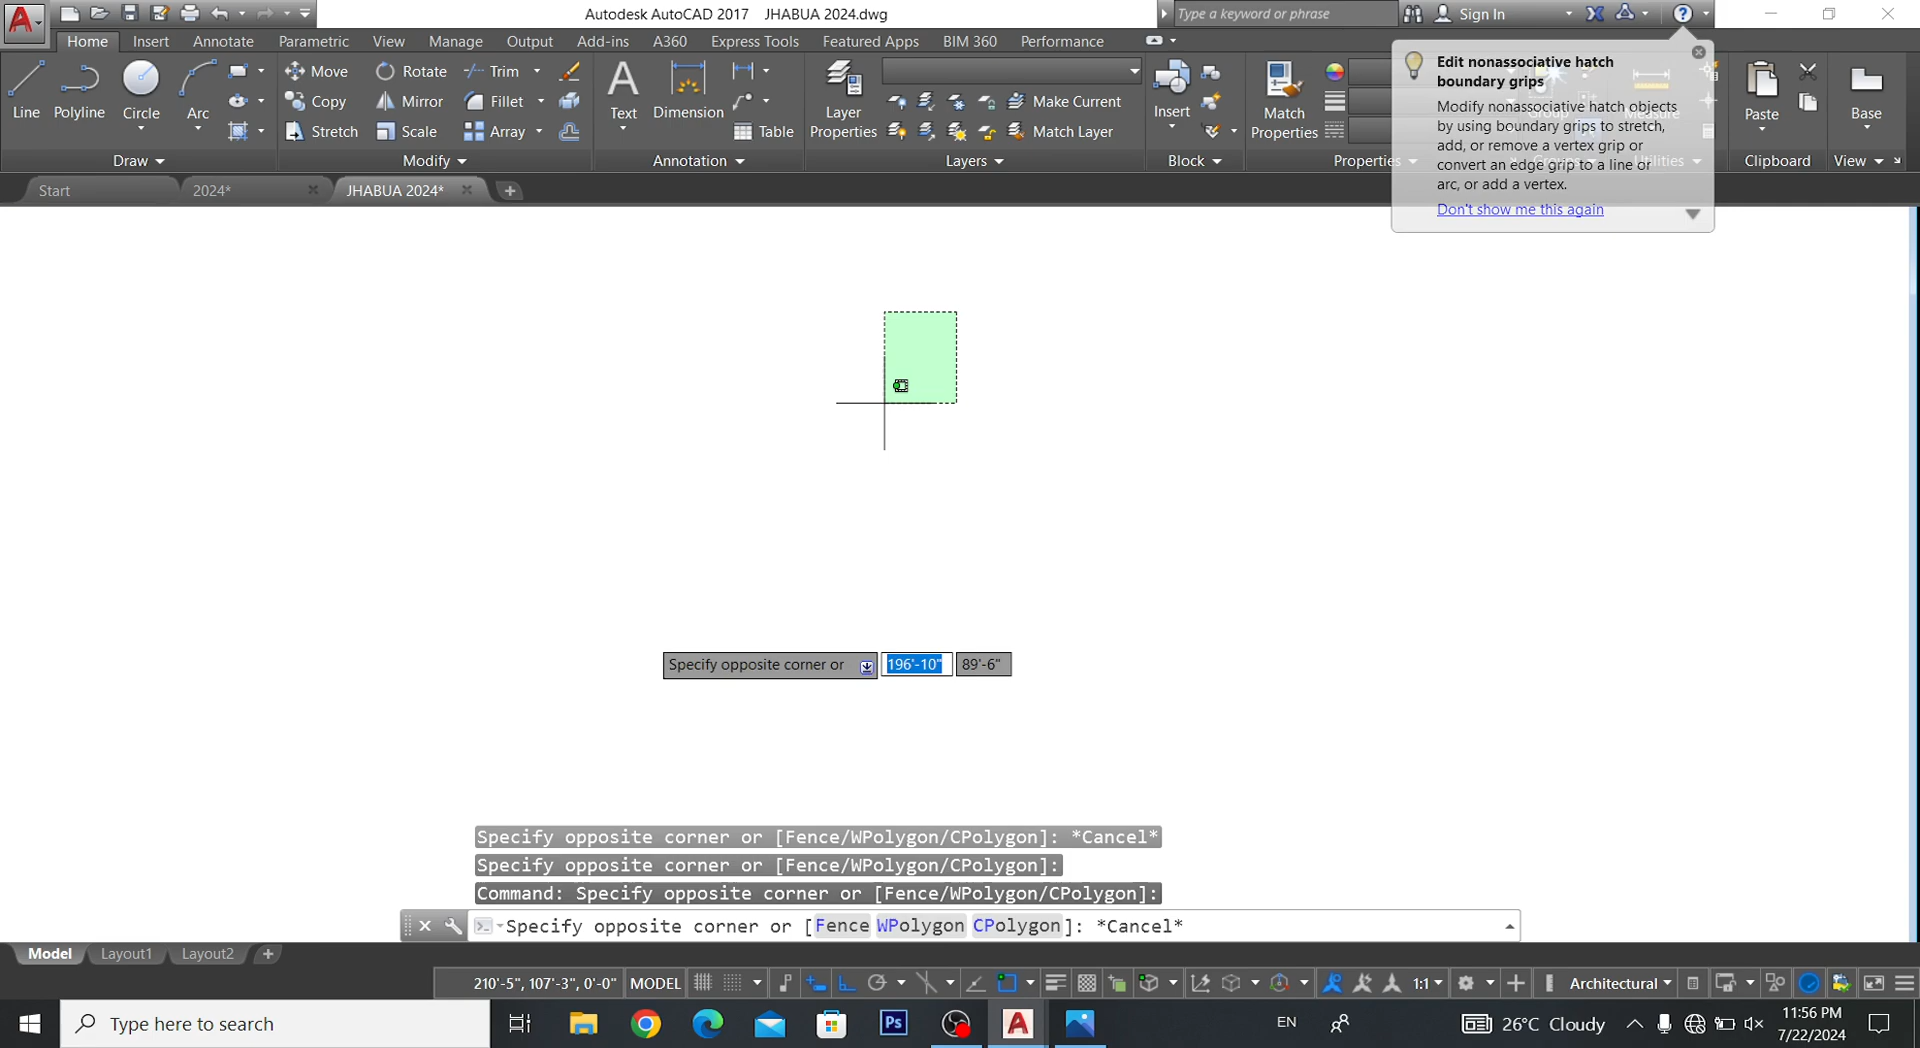 Autodesk AutoCAD 2017 JHABUA 2024.dwg
Type a keyword or phrase
Sign In
Home Insert Annotate Parametric View Manage Output Add-ins A360 Express Tools Featured Apps BIM 360 Performance
Line Polyline Circle Arc
Move Rotate Trim
Copy Mirror Fillet
Stretch Scale Array
Text Dimension Table
Layer Properties
Make Current
Match Layer
Insert
Match Properties
Group
Measure
Paste
Base
Draw Modify Annotation Layers Block Properties Groups Utilities Clipboard View
Edit nonassociative hatch
boundary grips
Modify nonassociative hatch objects
by using boundary grips to stretch,
add, or remove a vertex grip or
convert an edge grip to a line or
arc, or add a vertex.
Don't show me this again
Start 2024* JHABUA 2024*
Specify opposite corner or 196'-10" 89'-6"
Specify opposite corner or [Fence/WPolygon/CPolygon]: *Cancel*
Specify opposite corner or [Fence/WPolygon/CPolygon]:
Command: Specify opposite corner or [Fence/WPolygon/CPolygon]:
Specify opposite corner or [Fence WPolygon CPolygon]: *Cancel*
Model Layout1 Layout2
210'-5", 107'-3", 0'-0" MODEL 1:1 Architectural
Type here to search
Ps
EN
26°C Cloudy
11:56 PM
7/22/2024